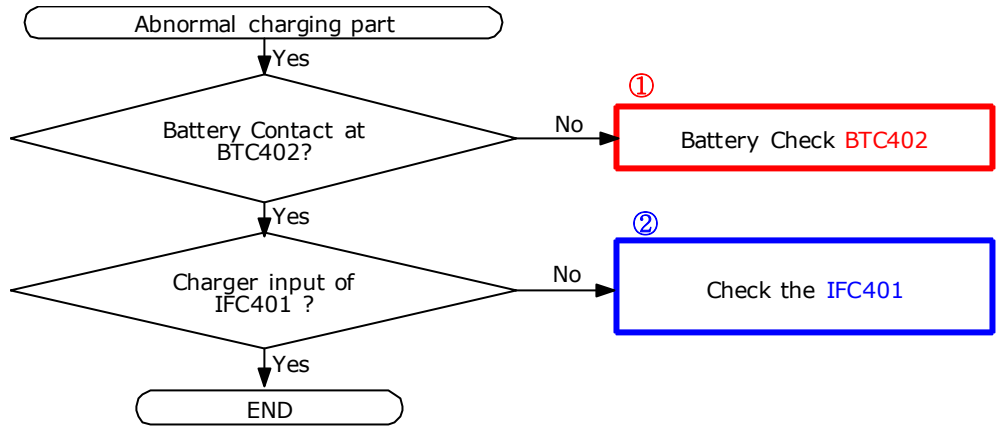 Abnormal charging part
Yes
①
Battery Contact at
BTC402?
No
Battery Check BTC402
Yes
②
Charger input of
IFC401 ?
No
Check the IFC401
Yes
END